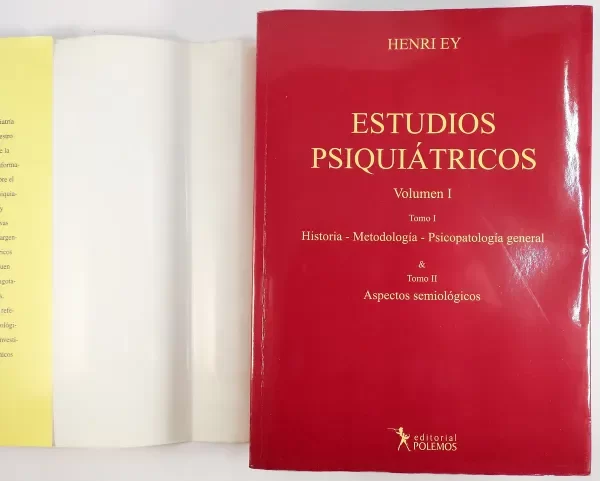 HENRI EY
ESTUDIOS
PSIQUIÁTRICOS
Volumen I
Tomo I
Historia - Metodología - Psicopatología general
&
Tomo II
Aspectos semiológicos
editorial
POLEMOS